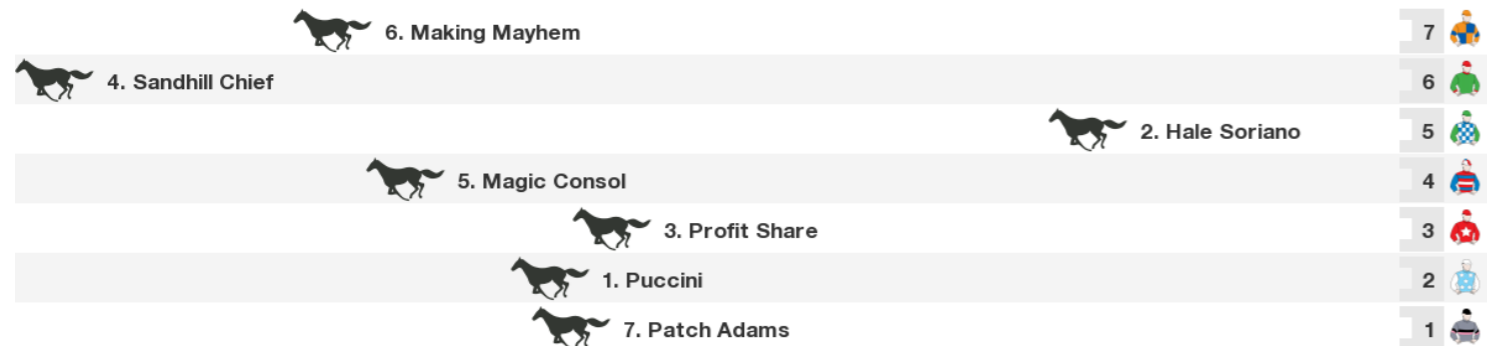 6. Making Mayhem 7
4. Sandhill Chief 6
2. Hale Soriano 5
5. Magic Consol 4
3. Profit Share 3
1. Puccini 2
7. Patch Adams 1